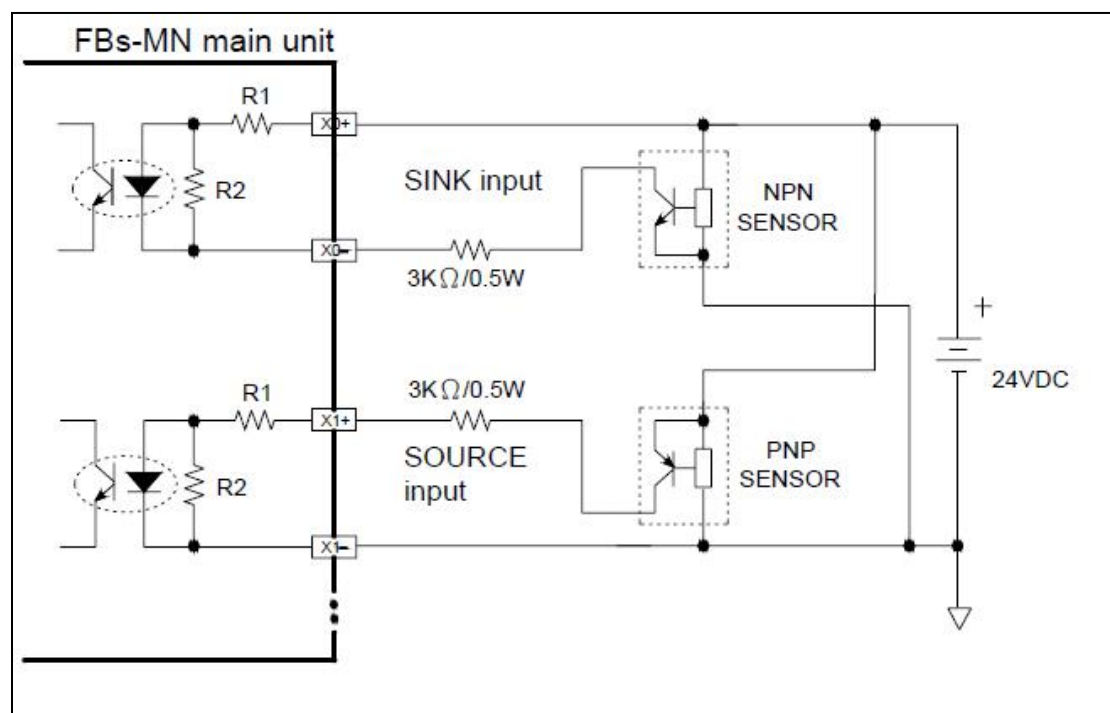 FBs-MN main unit
R1
X0+
R2
SINK input
NPN
SENSOR
X0-
3KΩ/0.5W
+
24VDC
3KΩ/0.5W
R1
X1+
R2
SOURCE
input
PNP
SENSOR
X1-